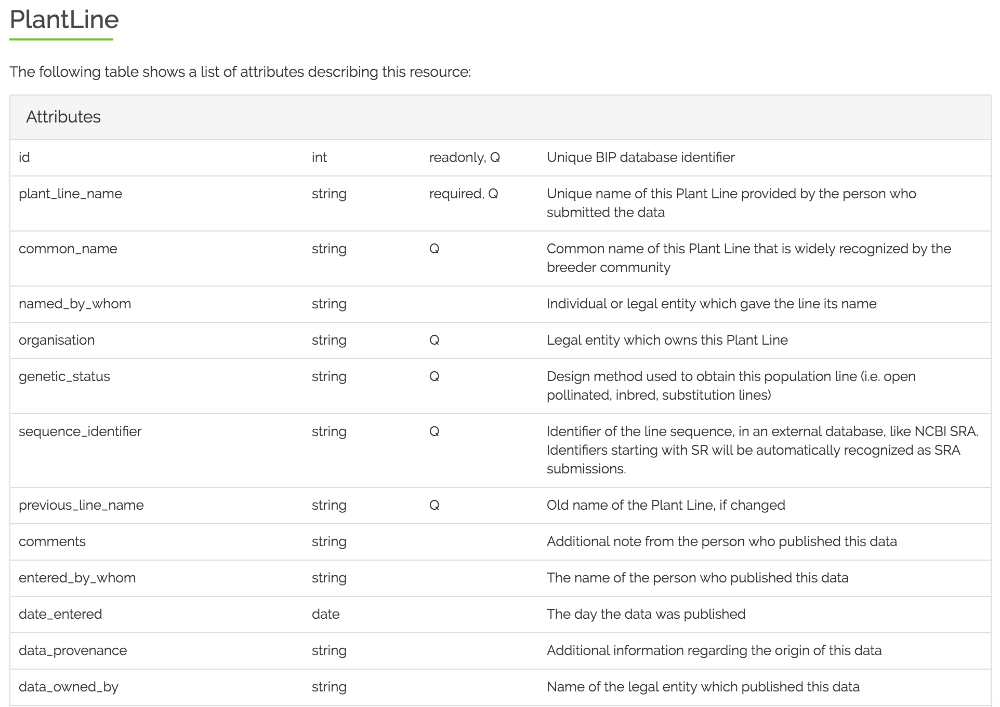 PlantLine
The following table shows a list of attributes describing this resource:
Attributes
id int readonly, Q Unique BIP database identifier
plant_line_name string required, Q Unique name of this Plant Line provided by the person who
submitted the data
common_name string Q Common name of this Plant Line that is widely recognized by the
breeder community
named_by_whom string Individual or legal entity which gave the line its name
organisation string Q Legal entity which owns this Plant Line
genetic_status string Q Design method used to obtain this population line (i.e. open
pollinated, inbred, substitution lines)
sequence_identifier string Q Identifier of the line sequence, in an external database, like NCBI SRA.
Identifiers starting with SR will be automatically recognized as SRA
submissions.
previous_line_name string Q Old name of the Plant Line, if changed
comments string Additional note from the person who published this data
entered_by_whom string The name of the person who published this data
date_entered date The day the data was published
data_provenance string Additional information regarding the origin of this data
data_owned_by string Name of the legal entity which published this data